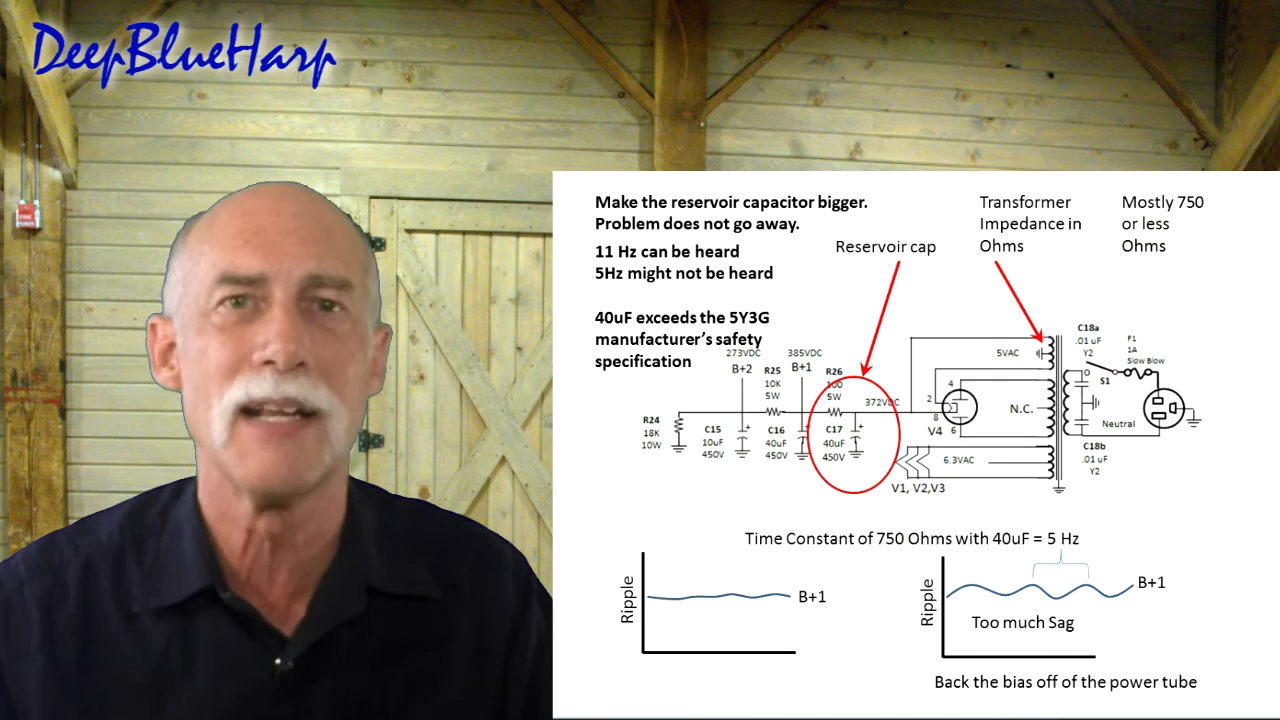 DeepBlueHarp
Make the reservoir capacitor bigger.
Problem does not go away.
11 Hz can be heard
5Hz might not be heard
40uF exceeds the 5Y3G
manufacturer's safety
specification
Reservoir cap
Transformer
Impedance in
Ohms
Mostly 750
or less
Ohms
273VDC
B+2
385VDC
B+1
R25
10K
5W
R26
100
5W
372VDC
R24
18K
10W
C15
10uF
450V
C16
40uF
450V
C17
40uF
450V
4
2
8
6
V4
5VAC
N.C.
6.3VAC
V1, V2,V3
C18a
.01 uF
Y2
F1
1A
Slow Blow
S1
Neutral
C18b
.01 uF
Y2
Time Constant of 750 Ohms with 40uF = 5 Hz
Ripple
B+1
Ripple
B+1
Too much Sag
Back the bias off of the power tube